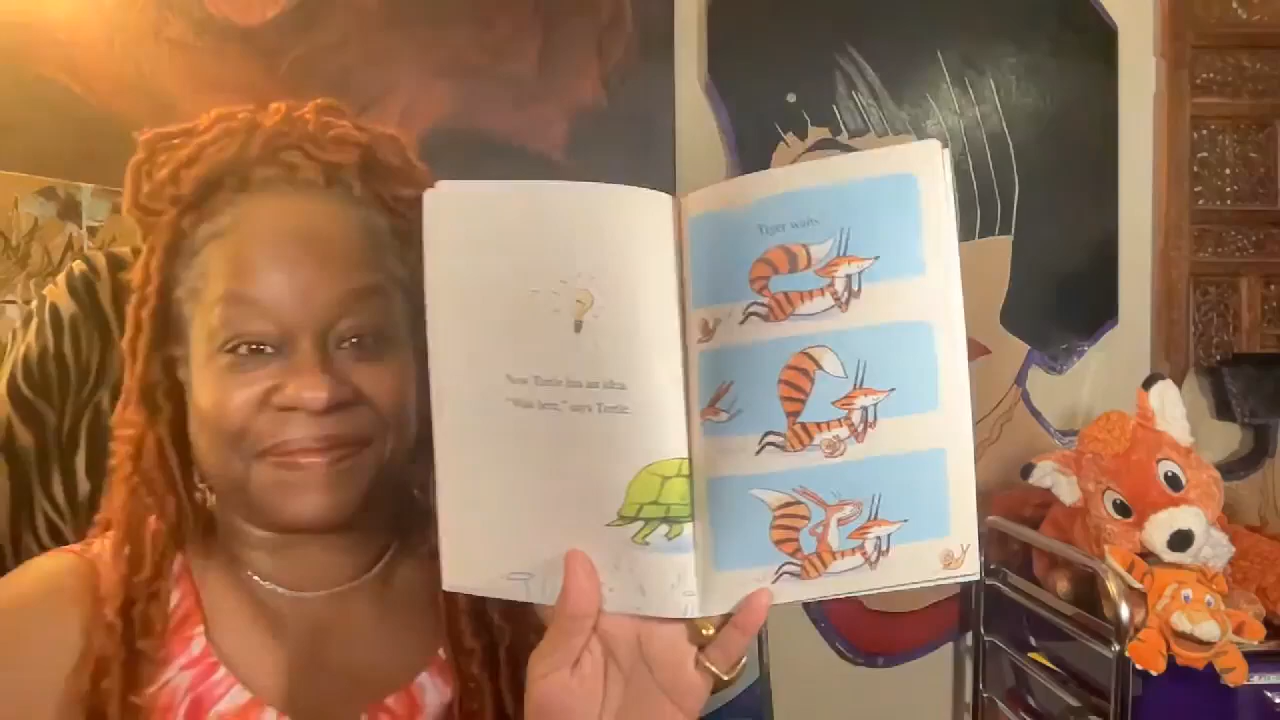 Now Turtle has an idea.
"Wait here," says Turtle.
Tiger waits.